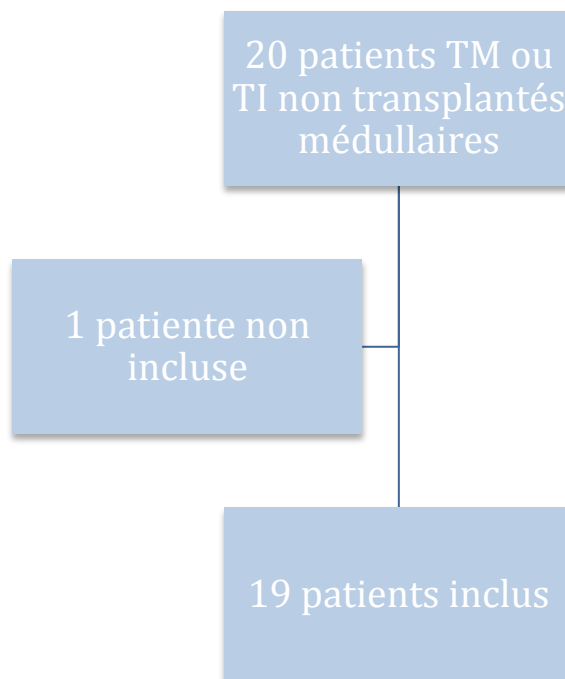 20 patients TM ou
TI non transplantés
médullaires
1 patiente non
incluse
19 patients inclus